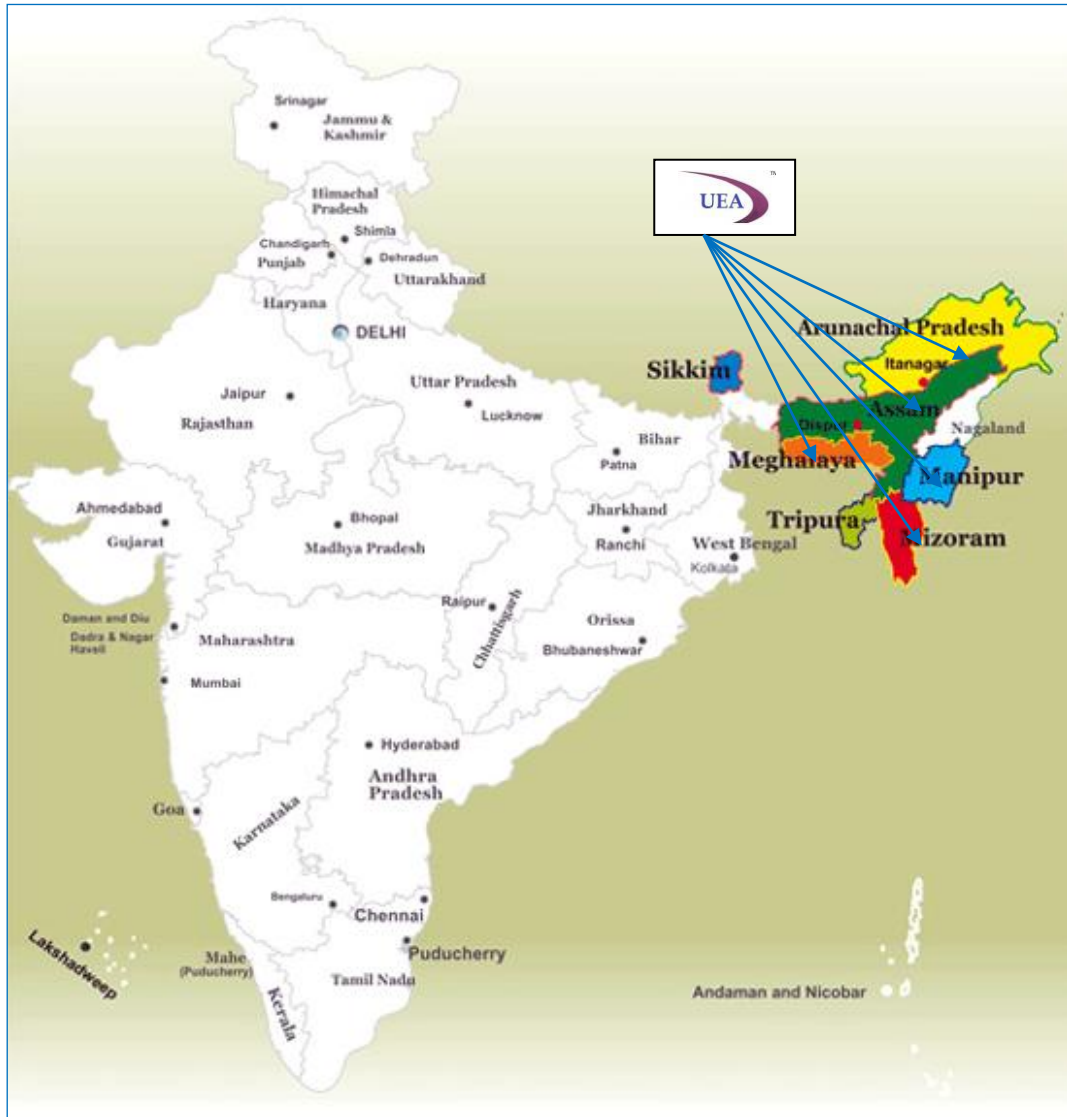 Srinagar
Jammu &
Kashmir
TM
UEA
Himachal
Pradesh
Shimla
Chandigarh
Punjab
Dehradun
Uttarakhand
Haryana
DELHI
Arunachal Pradesh
Itanagar
Sikkim
Uttar Pradesh
Jaipur
Rajasthan
Lucknow
Assam
Dispur
Nagaland
Bihar
Patna
Meghalaya
Manipur
Ahmedabad
Gujarat
Bhopal
Madhya Pradesh
Jharkhand
Ranchi
West Bengal
Kolkata
Tripura
Mizoram
Raipur
Chhattisgarh
Orissa
Bhubaneshwar
Daman and Diu
Dadra & Nagar
Haveli
Maharashtra
Mumbai
Hyderabad
Andhra
Pradesh
Goa
Karnataka
Bengaluru
Chennai
Puducherry
Lakshadweep
Mahe
(Puducherry)
Tamil Nadu
Kerala
Andaman and Nicobar